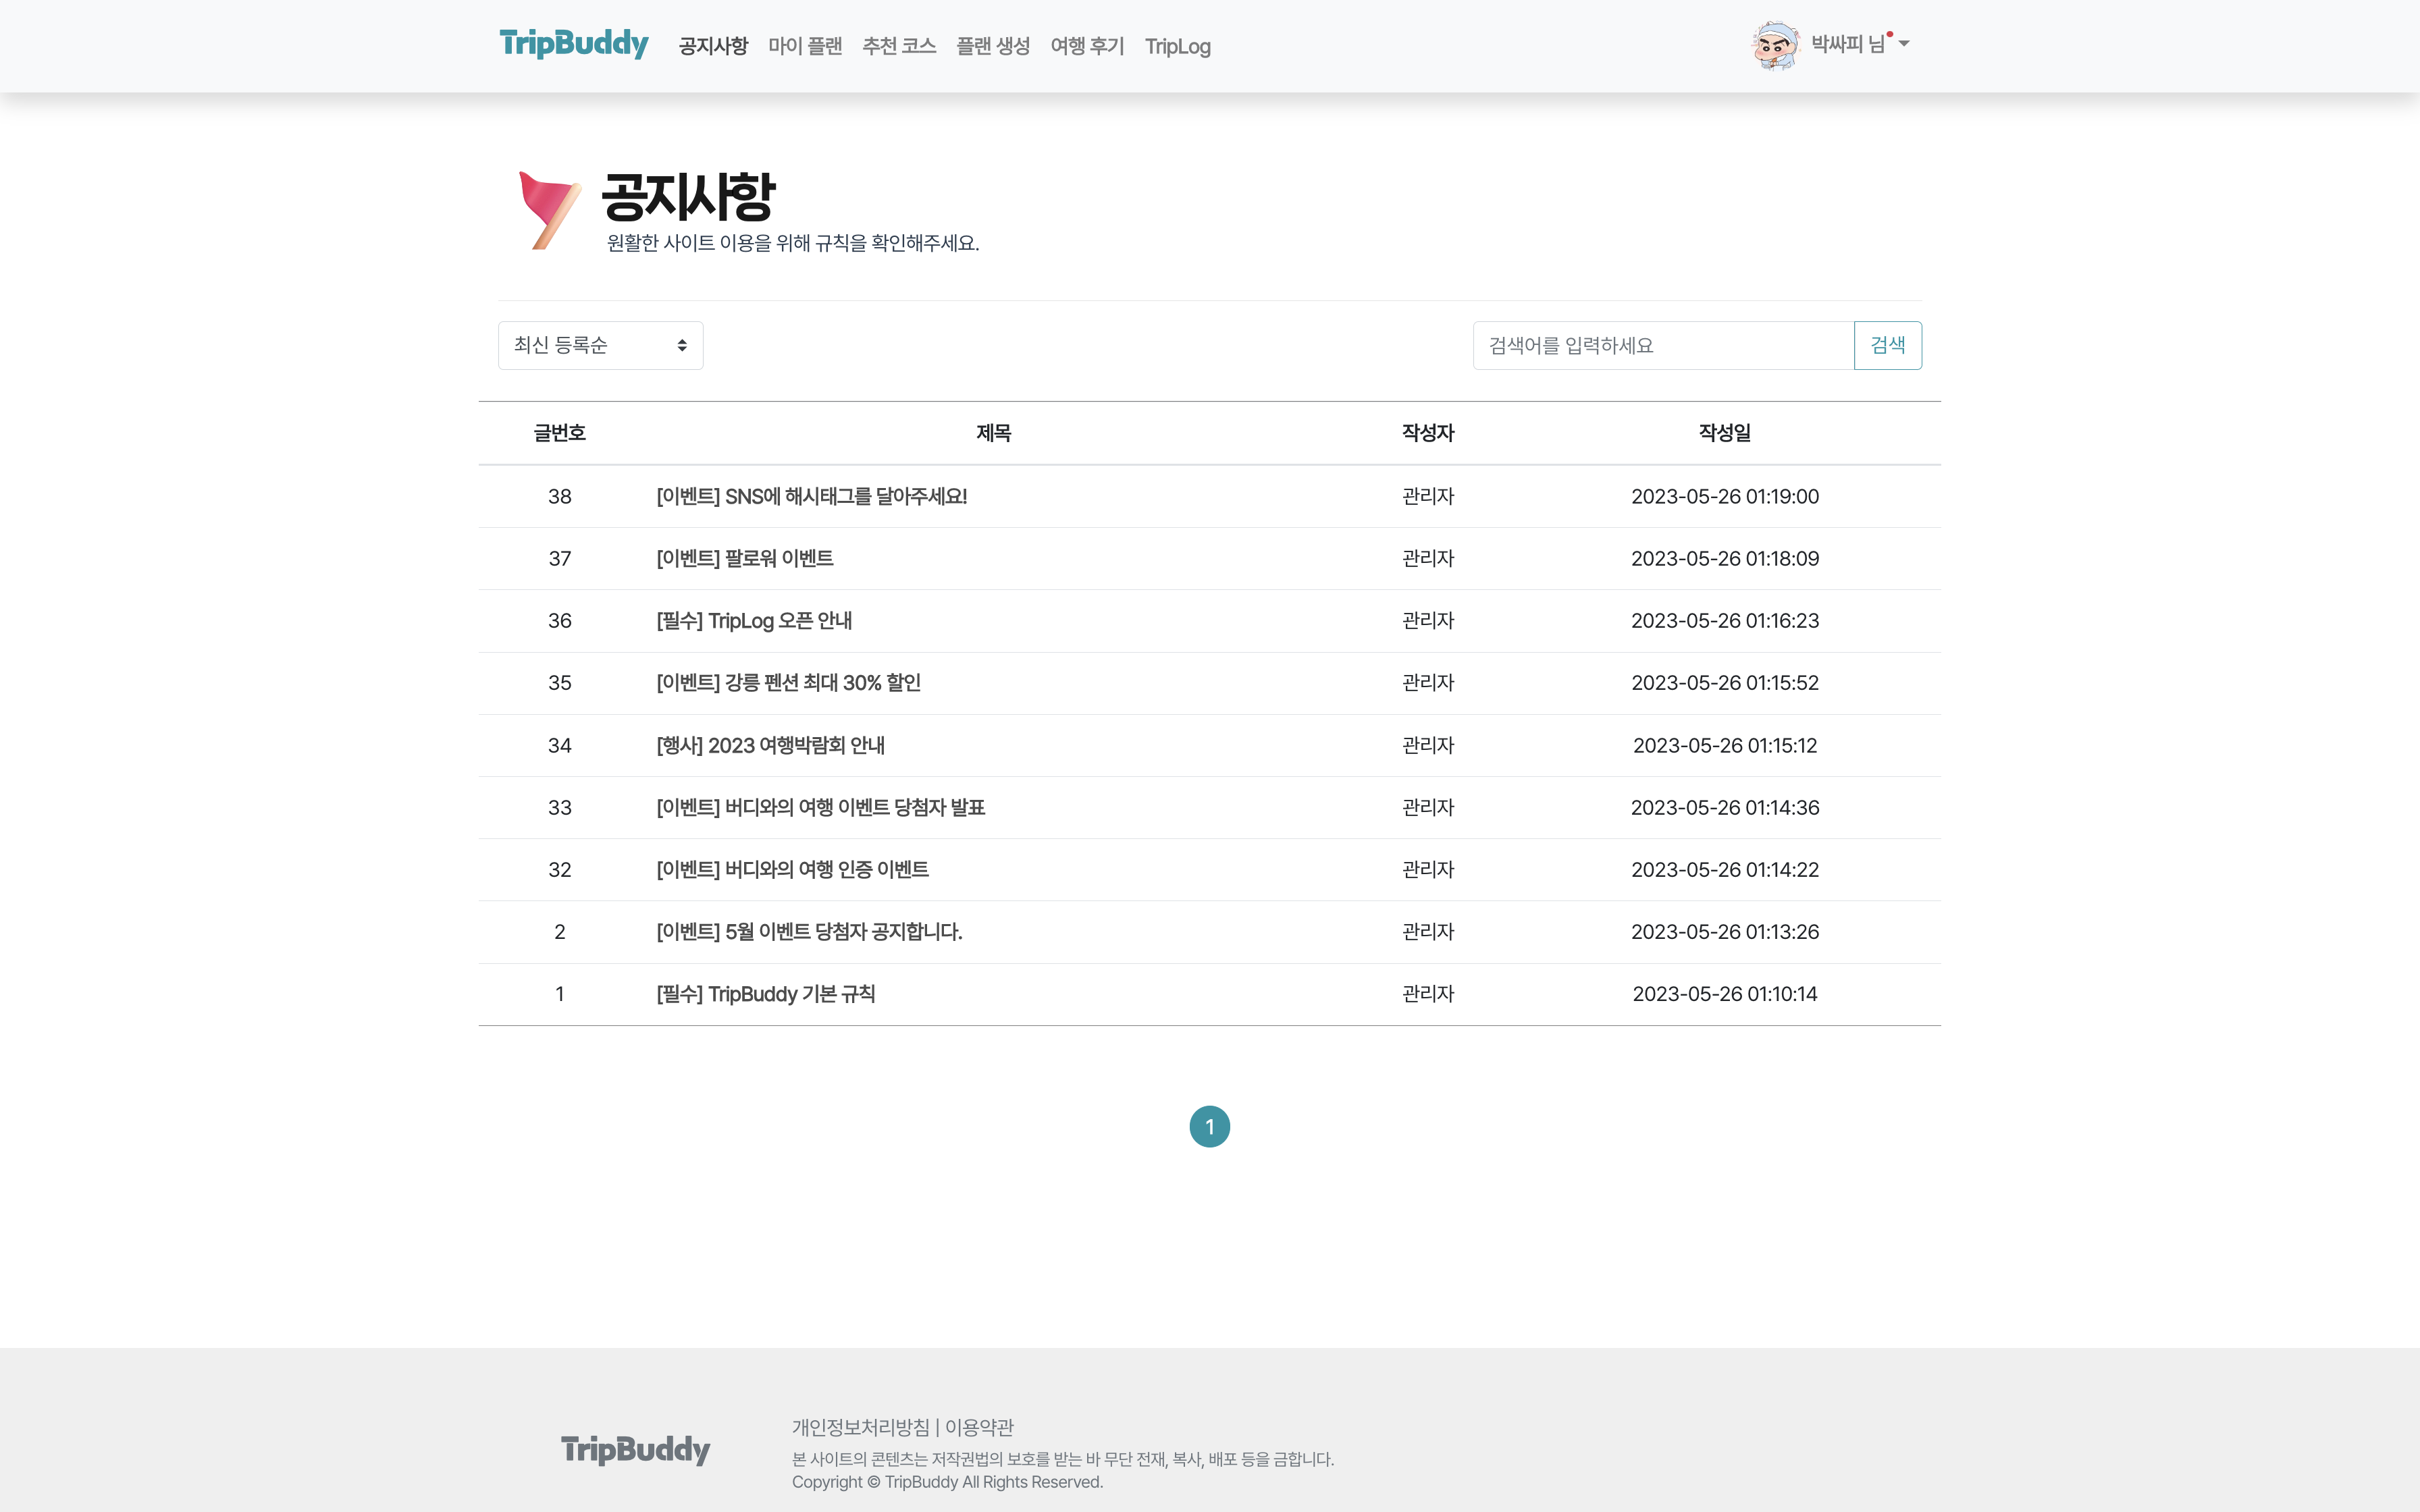 TripBuddy 공지사항 마이 플랜 추천 코스 플랜 생성 여행 후기 TripLog 박싸피 님
공지사항
원활한 사이트 이용을 위해 규칙을 확인해주세요.
최신 등록순 검색어를 입력하세요 검색
글번호 제목 작성자 작성일
38 [이벤트] SNS에 해시태그를 달아주세요! 관리자 2023-05-26 01:19:00
37 [이벤트] 팔로워 이벤트 관리자 2023-05-26 01:18:09
36 [필수] TripLog 오픈 안내 관리자 2023-05-26 01:16:23
35 [이벤트] 강릉 펜션 최대 30% 할인 관리자 2023-05-26 01:15:52
34 [행사] 2023 여행박람회 안내 관리자 2023-05-26 01:15:12
33 [이벤트] 버디와의 여행 이벤트 당첨자 발표 관리자 2023-05-26 01:14:36
32 [이벤트] 버디와의 여행 인증 이벤트 관리자 2023-05-26 01:14:22
2 [이벤트] 5월 이벤트 당첨자 공지합니다. 관리자 2023-05-26 01:13:26
1 [필수] TripBuddy 기본 규칙 관리자 2023-05-26 01:10:14
1
TripBuddy
개인정보처리방침 | 이용약관
본 사이트의 콘텐츠는 저작권법의 보호를 받는 바 무단 전재, 복사, 배포 등을 금합니다.
Copyright © TripBuddy All Rights Reserved.